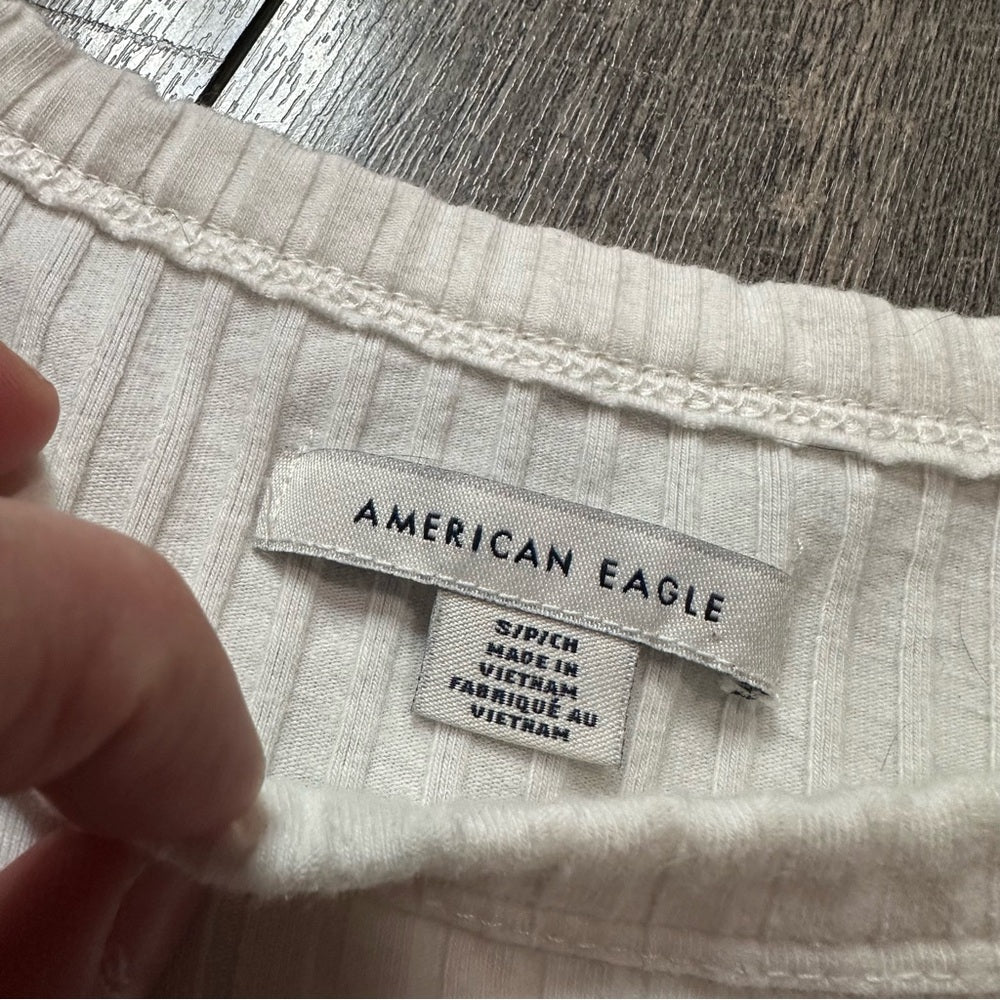 AMERICAN EAGLE
S/P/CH
MADE IN
VIETNAM
FABRIQUÉ AU
VIETNAM